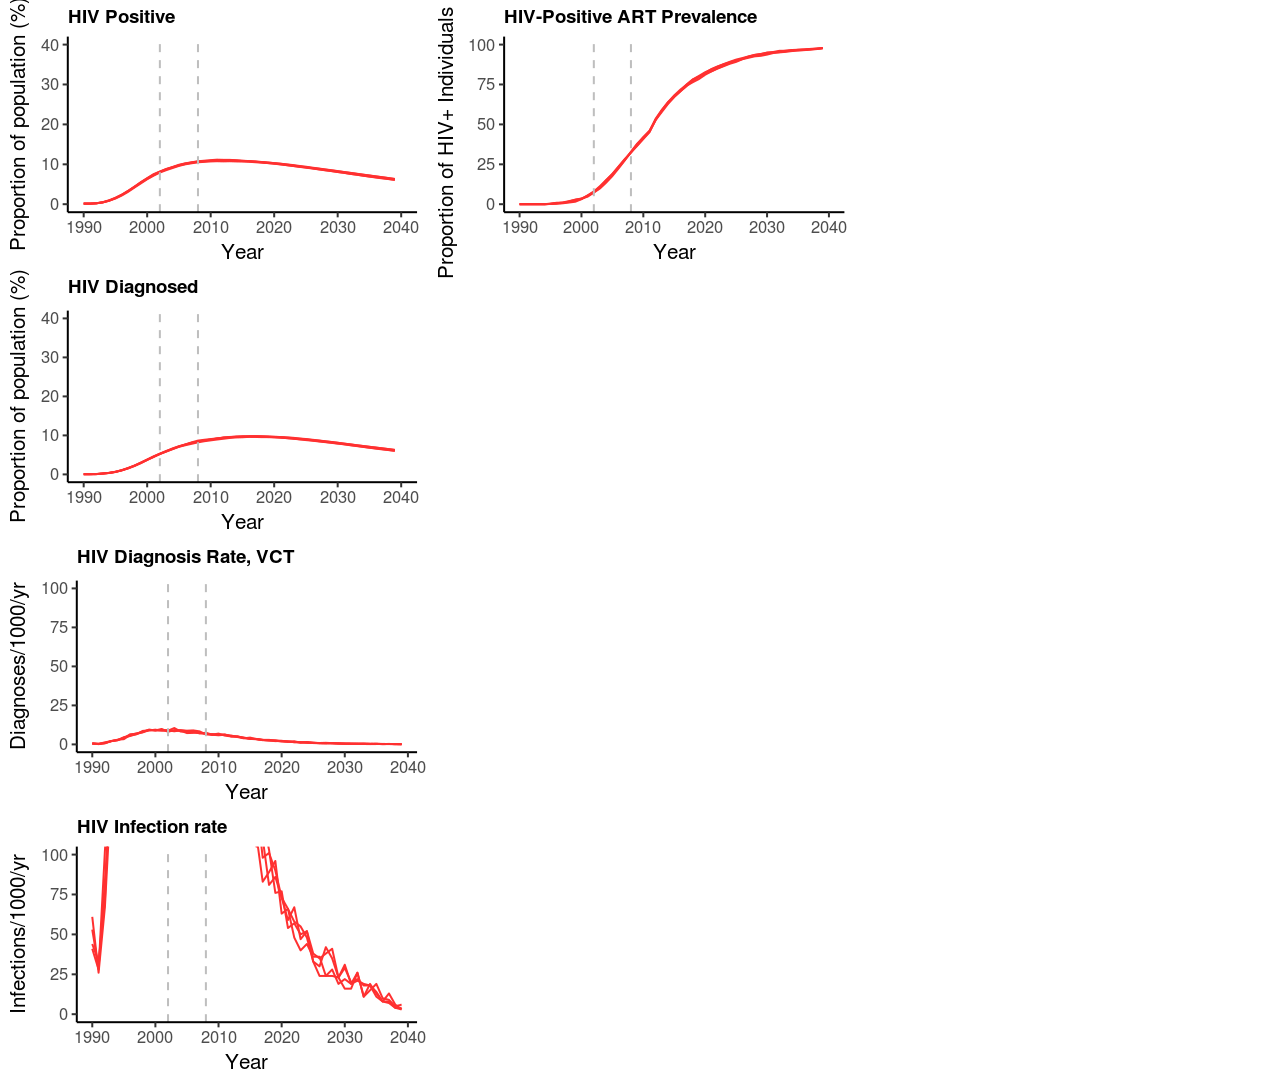 HIV Positive
Proportion of population (%)
40
30
20
10
0
1990 2000 2010 2020 2030 2040
Year
HIV-Positive ART Prevalence
Proportion of HIV+ Individuals
100
75
50
25
0
1990 2000 2010 2020 2030 2040
Year
HIV Diagnosed
Proportion of population (%)
40
30
20
10
0
1990 2000 2010 2020 2030 2040
Year
HIV Diagnosis Rate, VCT
Diagnoses/1000/yr
100
75
50
25
0
1990 2000 2010 2020 2030 2040
Year
HIV Infection rate
Infections/1000/yr
100
75
50
25
0
1990 2000 2010 2020 2030 2040
Year